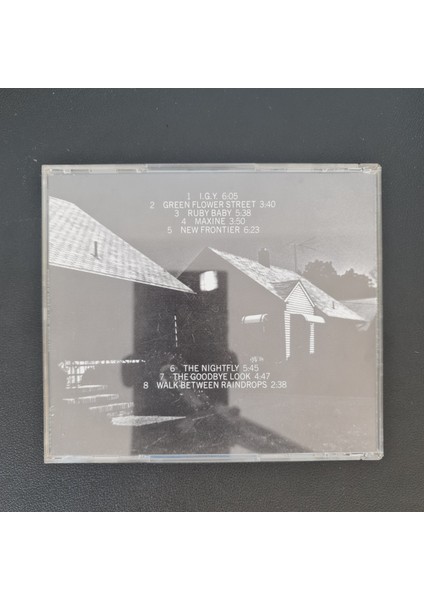 1 I.G.Y. 6:05
2 GREEN FLOWER STREET 3:40
3 RUBY BABY 5:38
4 MAXINE 3:50
5 NEW FRONTIER 6:23
6 THE NIGHTFLY 5:45
7 THE GOODBYE LOOK 4:47
8 WALK BETWEEN RAINDROPS 2:38